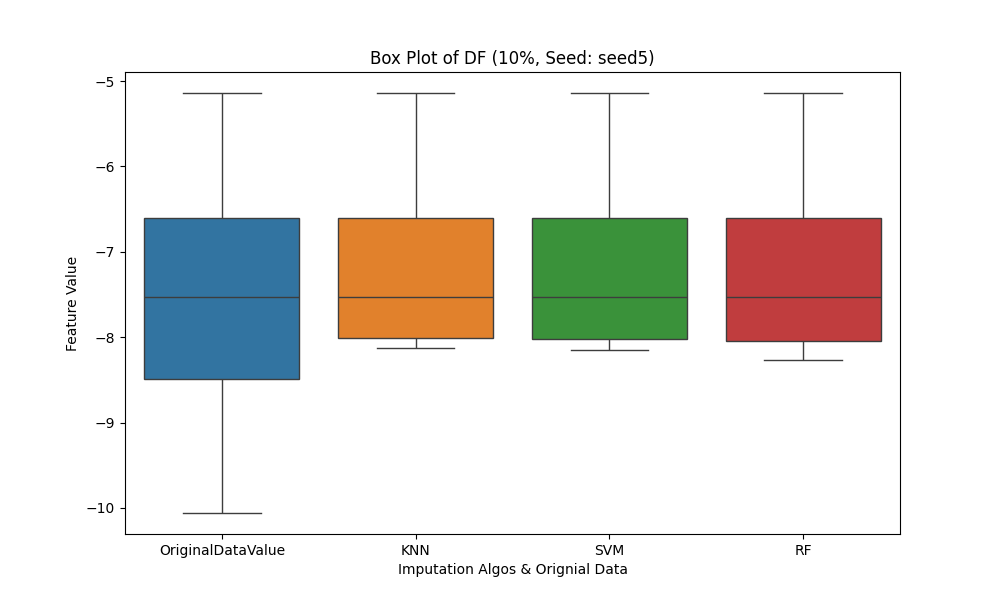 Box Plot of DF (10%, Seed: seed5)
Feature Value
−5
−6
−7
−8
−9
−10
OriginalDataValue
KNN
SVM
RF
Imputation Algos & Orignial Data